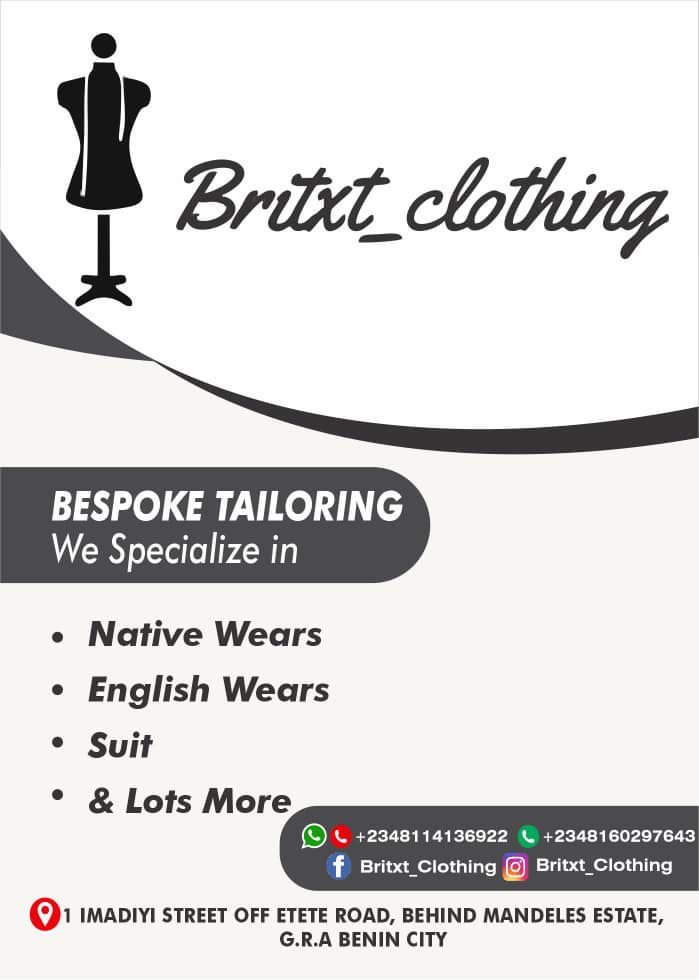 Britxt_clothing
BESPOKE TAILORING
We Specialize in
• Native Wears
• English Wears
• Suit
• & Lots More
+2348114136922 +2348160297643
Britxt_Clothing Britxt_Clothing
1 IMADIYI STREET OFF ETETE ROAD, BEHIND MANDELES ESTATE,
G.R.A BENIN CITY